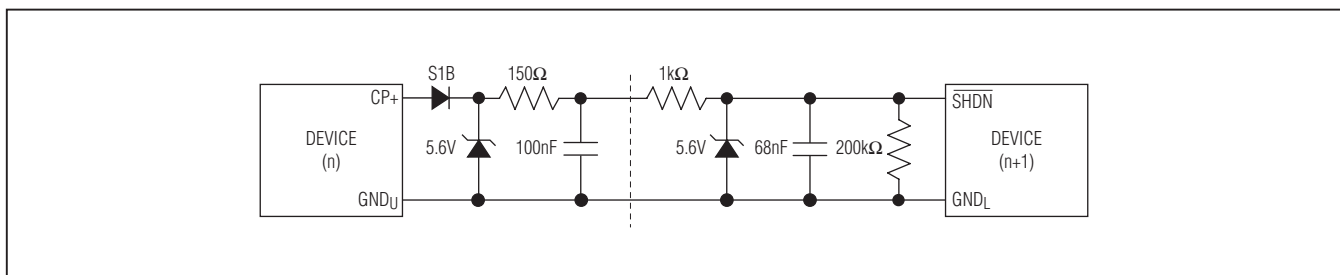 S1B
150Ω
1kΩ
CP+
SHDN
DEVICE
(n)
5.6V
100nF
5.6V
68nF
200kΩ
DEVICE
(n+1)
GNDU
GNDL